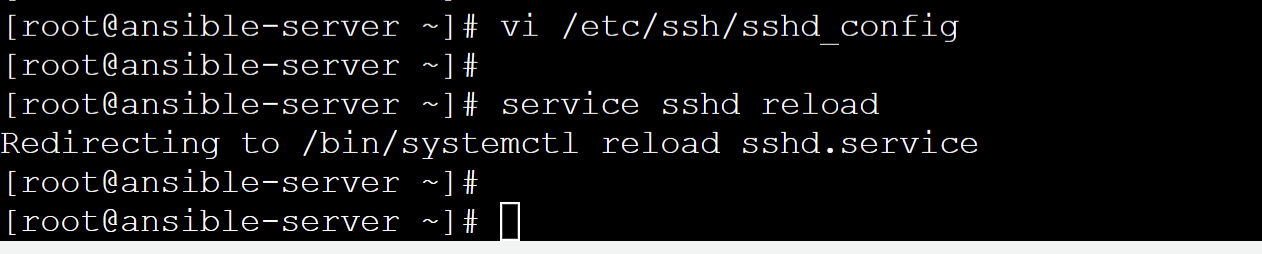 [root@ansible-server ~]# vi /etc/ssh/sshd_config
[root@ansible-server ~]#
[root@ansible-server ~]# service sshd reload
Redirecting to /bin/systemctl reload sshd.service
[root@ansible-server ~]#
[root@ansible-server ~]#